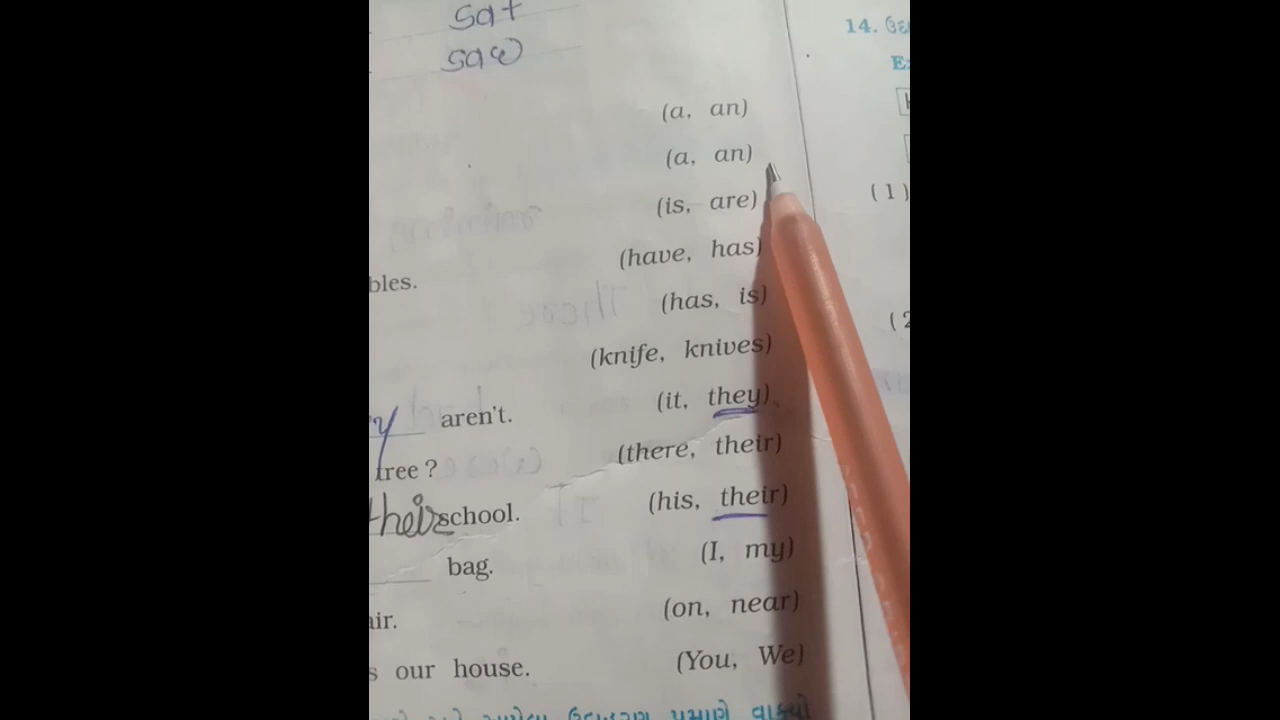 sat
saw
(a, an)
(a, an)
(is, are)
(have, has)
bles.
(has, is)
(knife, knives)
y aren't. (it, they)
tree? (there, their)
their school. (his, their)
bag. (I, my)
air. (on, near)
s our house. (You, We)
પ્રમાણે વાક્યો
14.
(1)